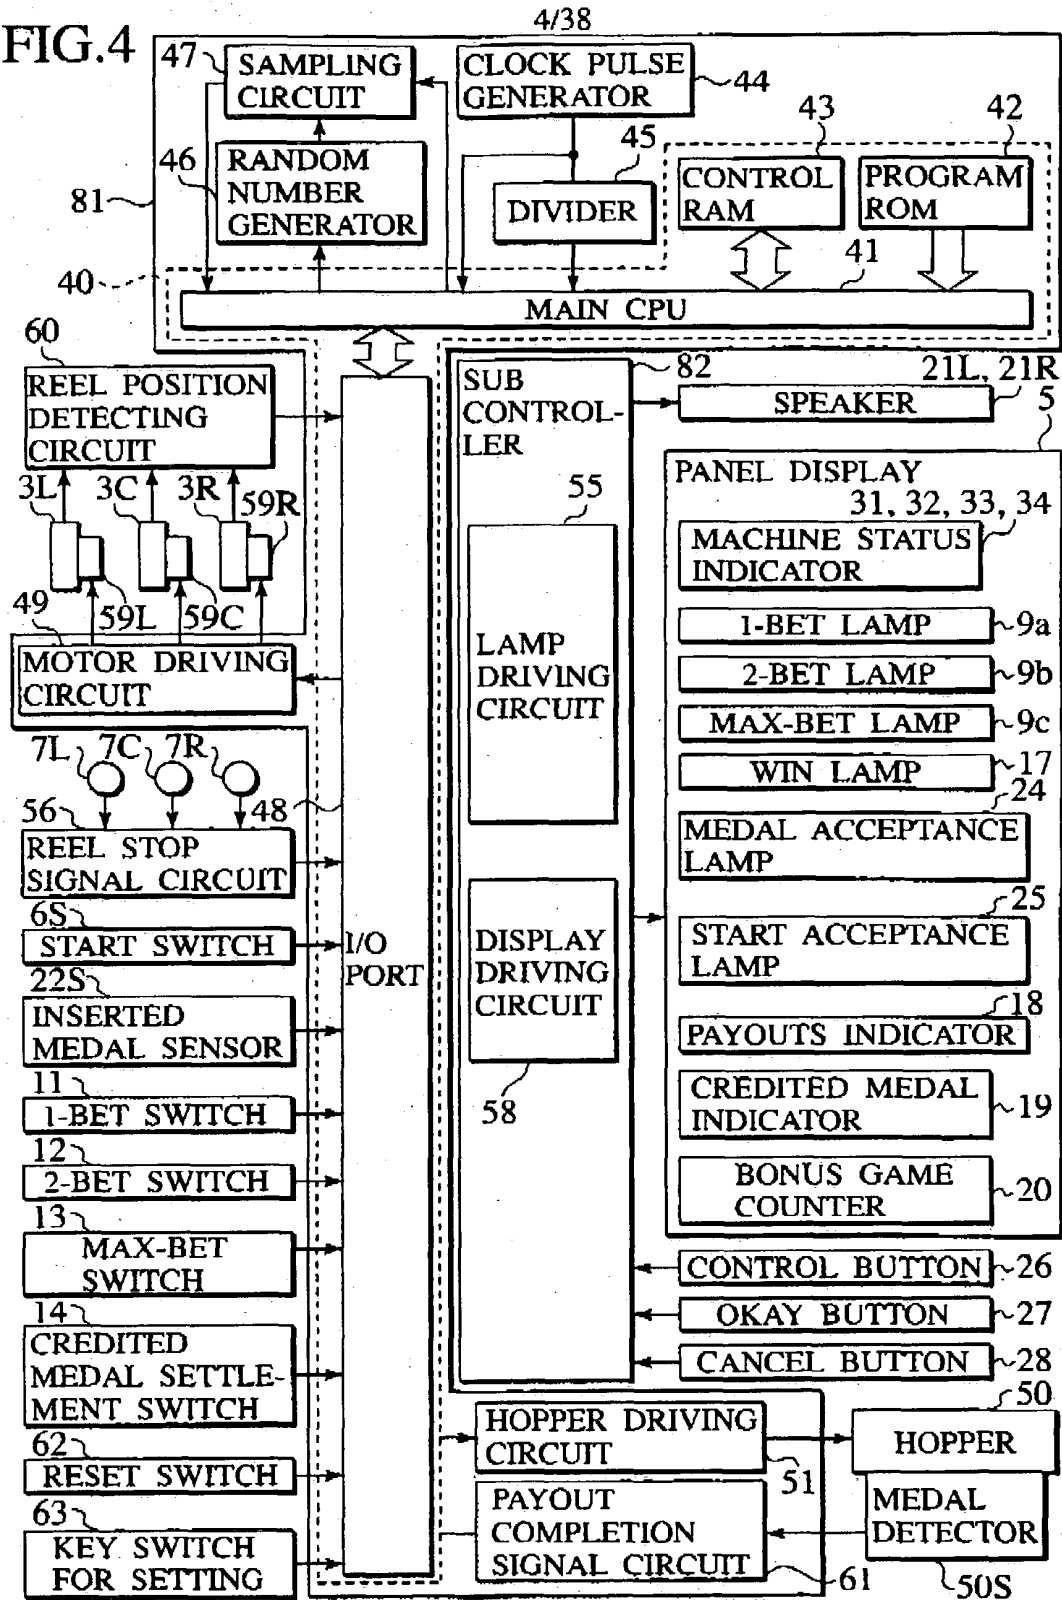 4/38
FIG.4
47
SAMPLING
CIRCUIT
CLOCK PULSE
GENERATOR
44
46
RANDOM
NUMBER
GENERATOR
45
DIVIDER
43
CONTROL
RAM
42
PROGRAM
ROM
81
40
41
MAIN CPU
60
REEL POSITION
DETECTING
CIRCUIT
3L
3C
3R
59R
59L
59C
49
MOTOR DRIVING
CIRCUIT
7L
7C
7R
56
48
REEL STOP
SIGNAL CIRCUIT
6S
START SWITCH
22S
INSERTED
MEDAL SENSOR
11
1-BET SWITCH
12
2-BET SWITCH
13
MAX-BET
SWITCH
14
CREDITED
MEDAL SETTLE-
MENT SWITCH
62
RESET SWITCH
63
KEY SWITCH
FOR SETTING
I/O
PORT
SUB
CONTROL-
LER
82
55
LAMP
DRIVING
CIRCUIT
DISPLAY
DRIVING
CIRCUIT
58
21L, 21R
SPEAKER
5
PANEL DISPLAY
31, 32, 33, 34
MACHINE STATUS
INDICATOR
1-BET LAMP
9a
2-BET LAMP
9b
MAX-BET LAMP
9c
WIN LAMP
17
24
MEDAL ACCEPTANCE
LAMP
25
START ACCEPTANCE
LAMP
18
PAYOUTS INDICATOR
CREDITED MEDAL
INDICATOR
19
BONUS GAME
COUNTER
20
CONTROL BUTTON
26
OKAY BUTTON
27
CANCEL BUTTON
28
HOPPER DRIVING
CIRCUIT
51
50
HOPPER
PAYOUT
COMPLETION
SIGNAL CIRCUIT
61
MEDAL
DETECTOR
50S